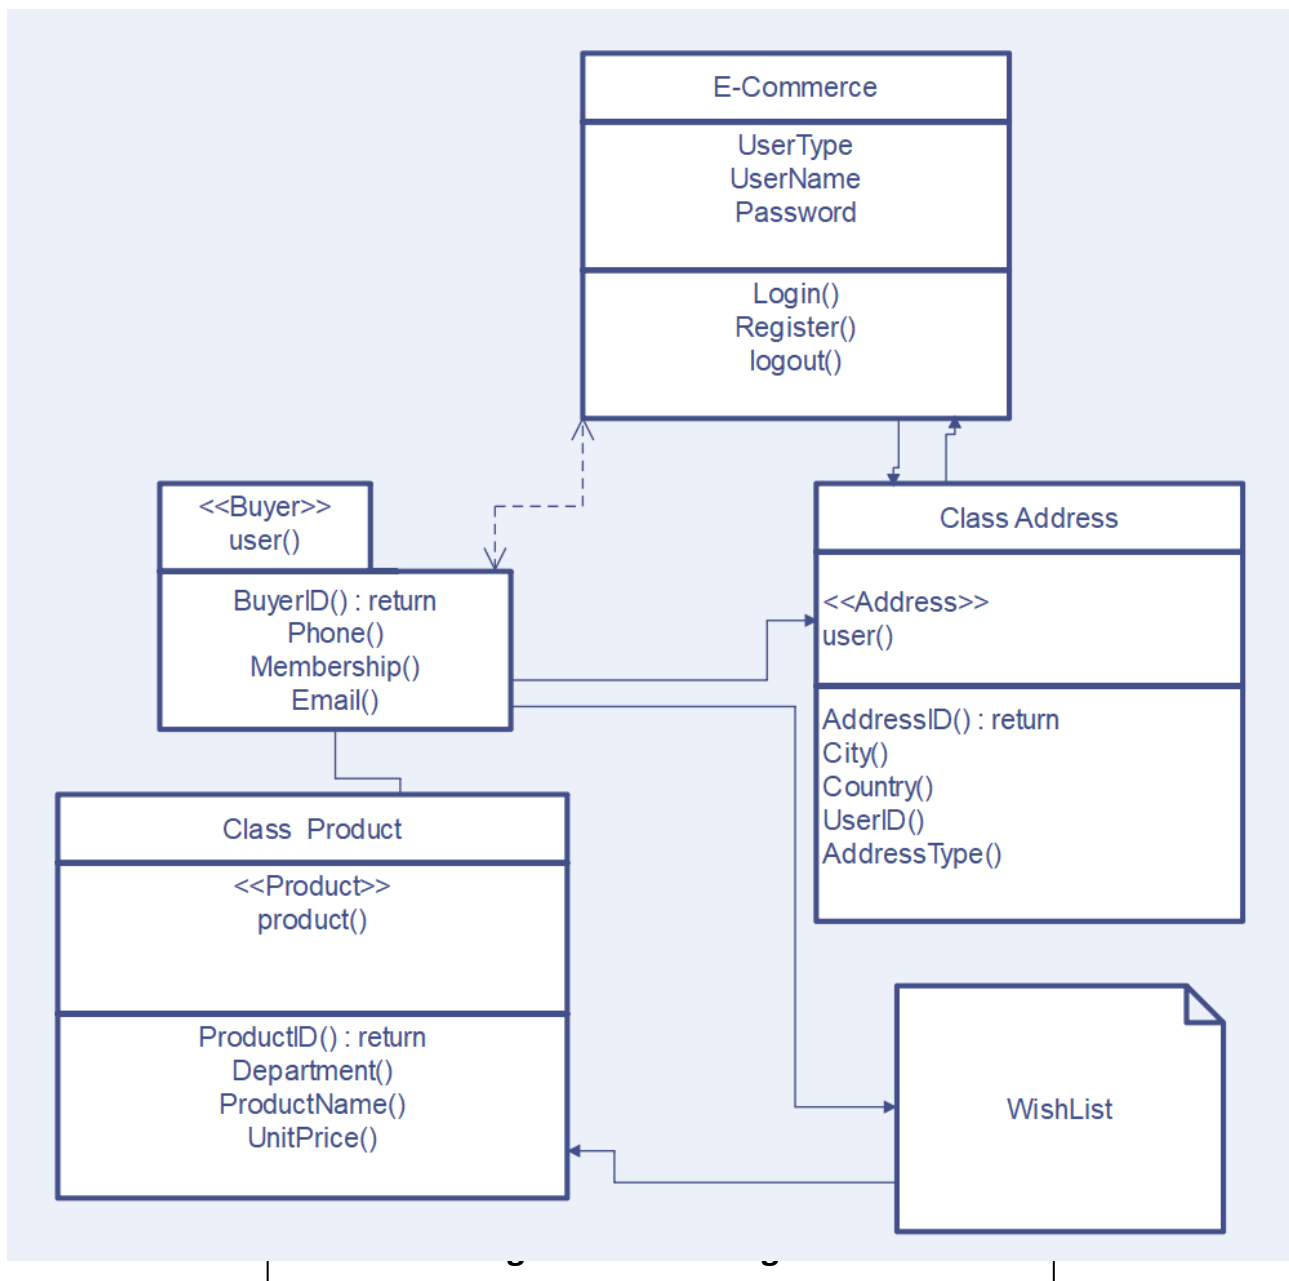 E-Commerce
UserType
UserName
Password
Login()
Register()
logout()
<<Buyer>>
user()
BuyerID() : return
Phone()
Membership()
Email()
Class Address
<<Address>>
user()
AddressID() : return
City()
Country()
UserID()
AddressType()
Class  Product
<<Product>>
product()
ProductID() : return
Department()
ProductName()
UnitPrice()
WishList